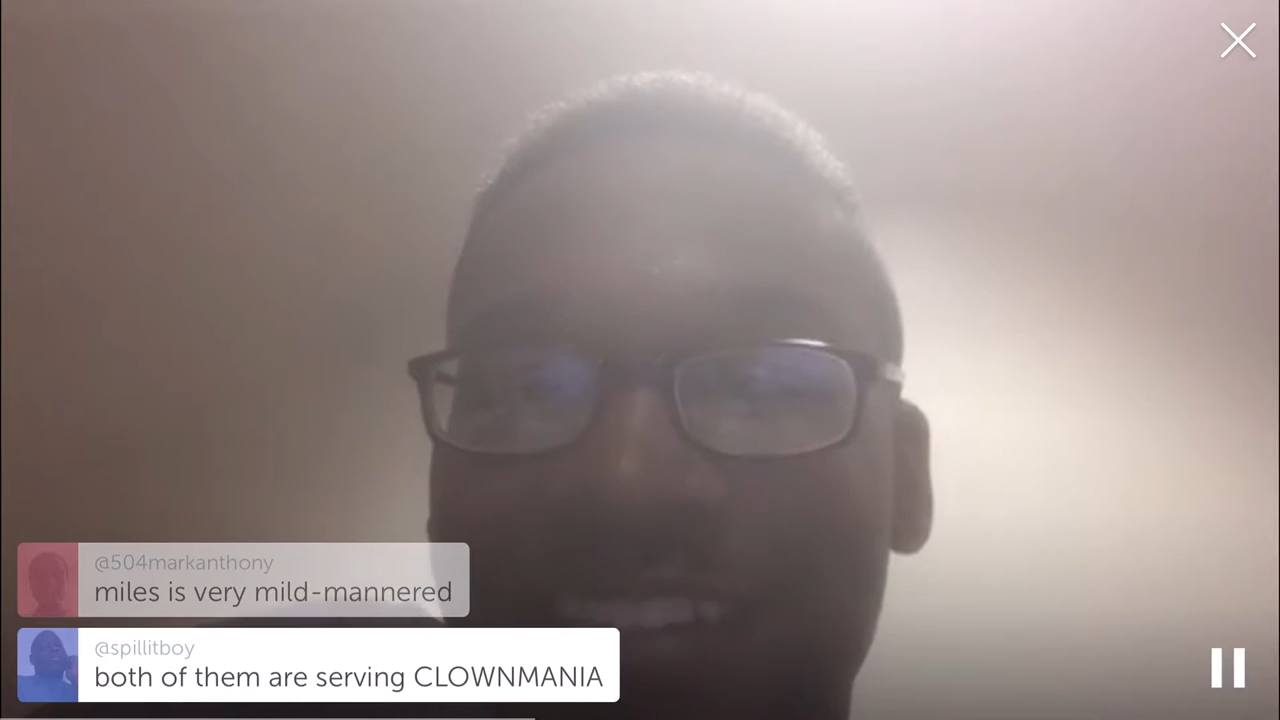 @504markanthony
miles is very mild-mannered
@spillitboy
both of them are serving CLOWNMANIA